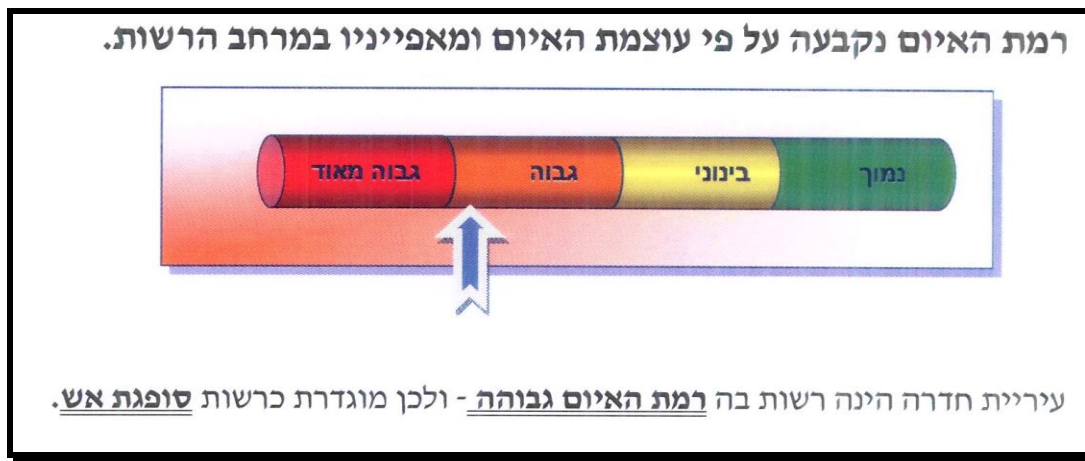 רמת האיום נקבעה על פי עוצמת האיום ומאפייניו במרחב הרשות.
נמוך בינוני גבוה גבוה מאוד
עיריית חדרה הינה רשות בה רמת האיום גבוהה - ולכן מוגדרת כרשות סופגת אש.